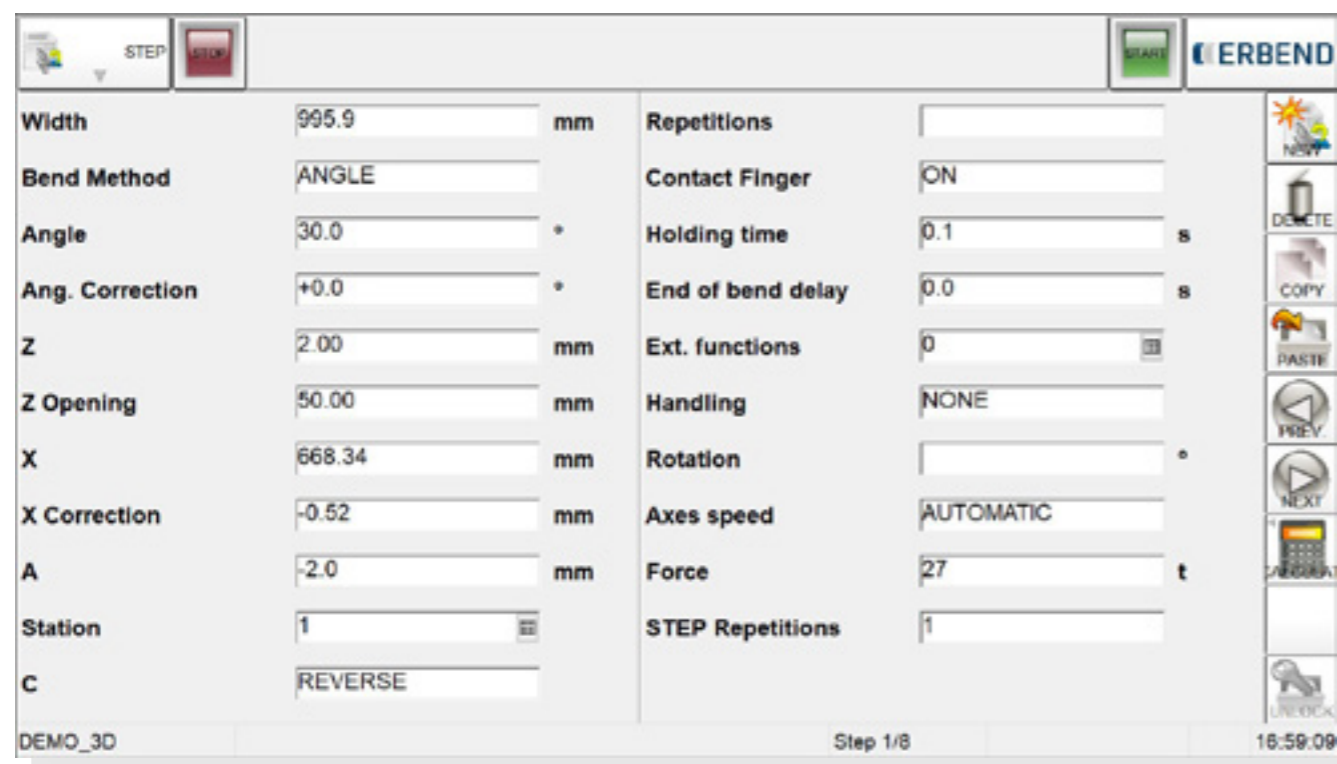 STEP STOP START ERBEND
Width 995.9 mm Repetitions
Bend Method ANGLE Contact Finger ON
Angle 30.0 ° Holding time 0.1 s
Ang. Correction +0.0 ° End of bend delay 0.0 s
Z 2.00 mm Ext. functions 0
Z Opening 50.00 mm Handling NONE
X 668.34 mm Rotation °
X Correction -0.52 mm Axes speed AUTOMATIC
A -2.0 mm Force 27 t
Station 1 STEP Repetitions 1
C REVERSE
NEW
DELETE
COPY
PASTE
PREV.
NEXT
UNLOCK
DEMO_3D Step 1/8 16:59:09